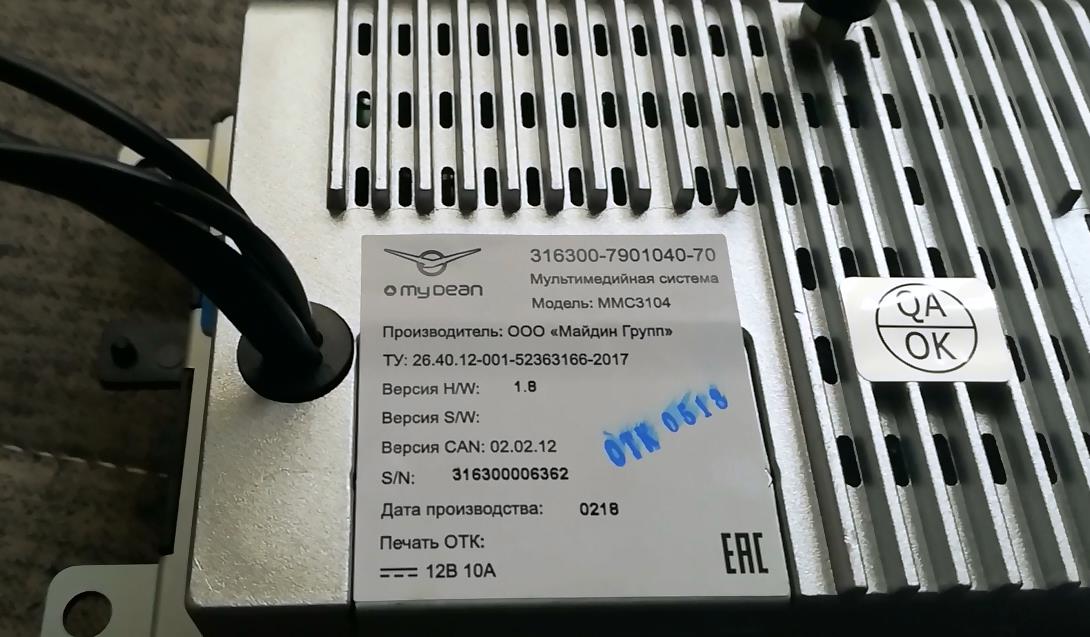 316300-7901040-70
mydean
Мультимедийная система
Модель: MMC3104
Производитель: ООО «Майдин Групп»
ТУ: 26.40.12-001-52363166-2017
Версия H/W: 1.8
Версия S/W:
Версия CAN: 02.02.12
S/N: 316300006362
Дата производства: 0218
Печать ОТК:
12В 10А
ОТК 0518
EAC
QA
OK